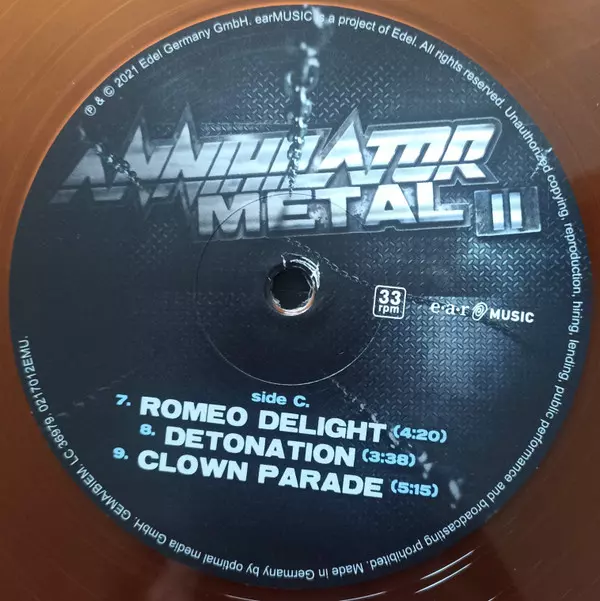 ANNIHILATOR
METAL II
33
rpm
e·a·r MUSIC
side C.
7. ROMEO DELIGHT (4:20)
8. DETONATION (3:38)
9. CLOWN PARADE (5:15)
℗ & © 2021 Edel Germany GmbH. earMUSIC is a project of Edel. All rights reserved. Unauthorized copying, reproduction, hiring, lending, public performance and broadcasting prohibited. Made in Germany by optimal media GmbH. GEMA/BIEM. LC 36979 0217012EMU.